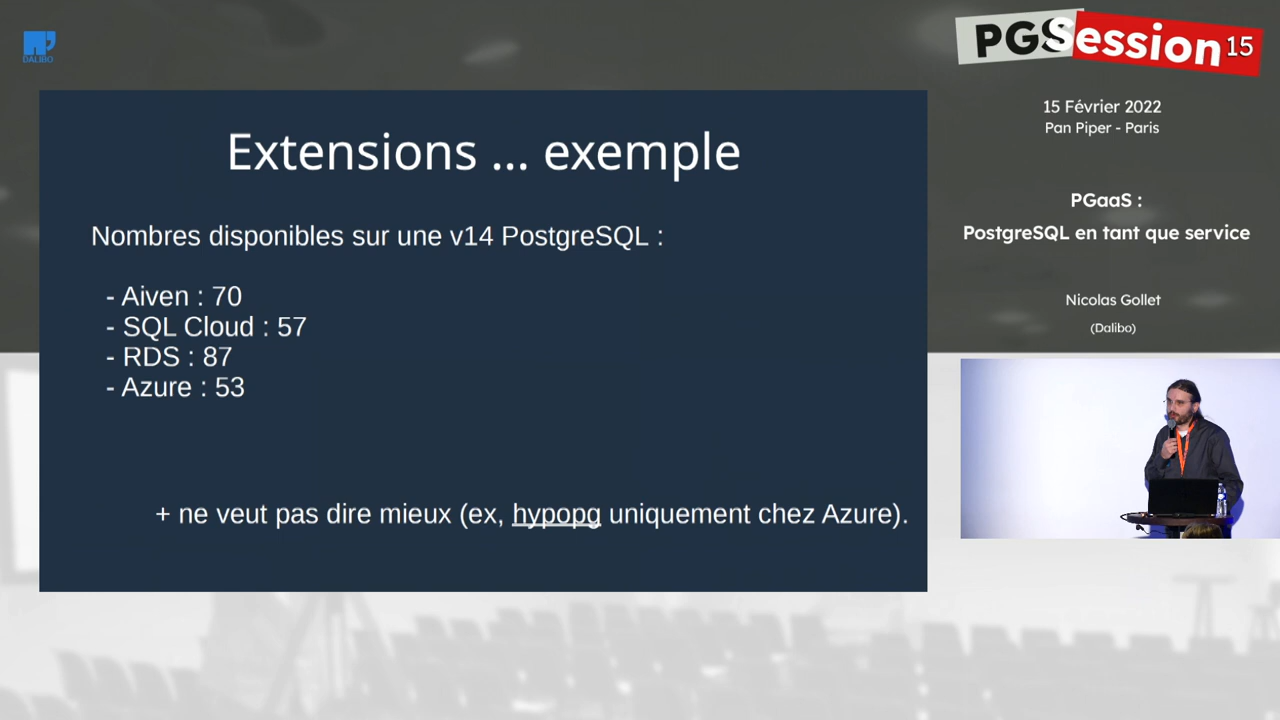 DALIBO
PGSession 15
15 Février 2022
Pan Piper - Paris
PGaaS :
PostgreSQL en tant que service
Nicolas Gollet
(Dalibo)
Extensions ... exemple
Nombres disponibles sur une v14 PostgreSQL :
- Aiven : 70
- SQL Cloud : 57
- RDS : 87
- Azure : 53
+ ne veut pas dire mieux (ex, hypopg uniquement chez Azure).